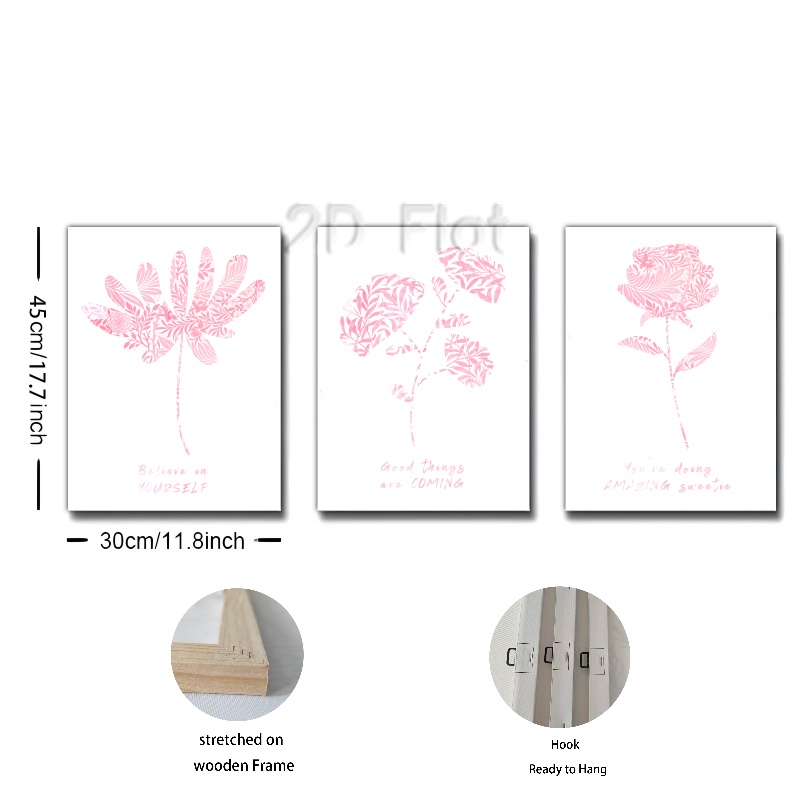 2D Flat
45cm/17.7inch
Believe in
YOURSELF
Good things
are COMING
You're doing
AMAZING sweetie
30cm/11.8inch
stretched on
wooden Frame
Hook
Ready to Hang